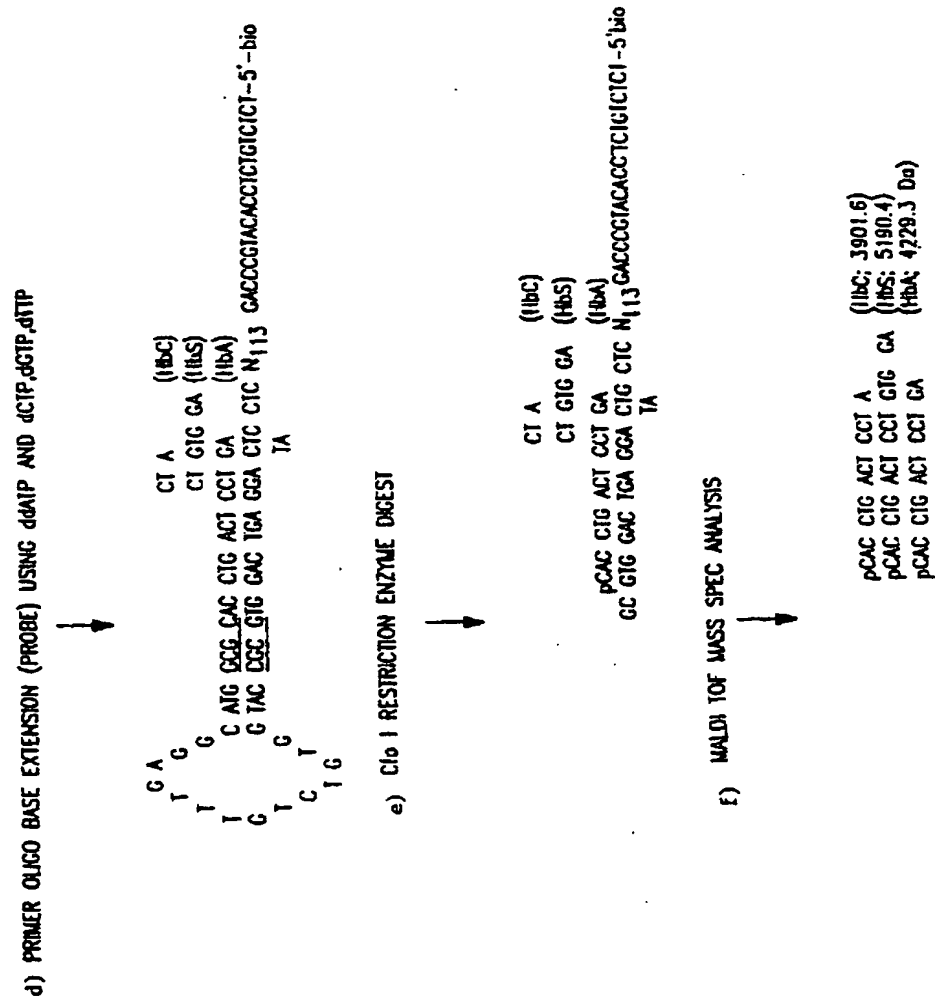 d) PRIMER OLIGO BASE EXTENSION (PROBE) USING ddATP AND dCTP,dGTP,dTTP
CT A (HbC)
CT GTG GA (HbS)
(HbA)
C ATG GCG CAC CTG ACT CCT GA
G TAC CGC GTG GAC TGA GGA CTC CTC N113 GACCCGTACACCTCTGTCTCT-5'-bio
TA
G
G
A
G
T
T
T
G
T
C
T
G
T
G
e) Cfo I RESTRICTION ENZYME DIGEST
CT A (HbC)
CT GTG GA (HbS)
pCAC CTG ACT CCT GA (HbA)
GC GTG GAC TGA GGA CTG CTC N113 GACCCGTACACCTCTGTCTCT-5'bio
TA
f) MALDI TOF MASS SPEC ANALYSIS
pCAC CTG ACT CCT A (HbC; 3901.6)
pCAC CTG ACT CCT GTG GA (HbS; 5190.4)
pCAC CTG ACT CCT GA (HbA; 4229.3 Da)